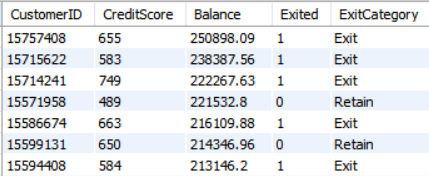 CustomerID CreditScore Balance Exited ExitCategory
15757408 655 250898.09 1 Exit
15715622 583 238387.56 1 Exit
15714241 749 222267.63 1 Exit
15571958 489 221532.8 0 Retain
15586674 663 216109.88 1 Exit
15599131 650 214346.96 0 Retain
15594408 584 213146.2 1 Exit